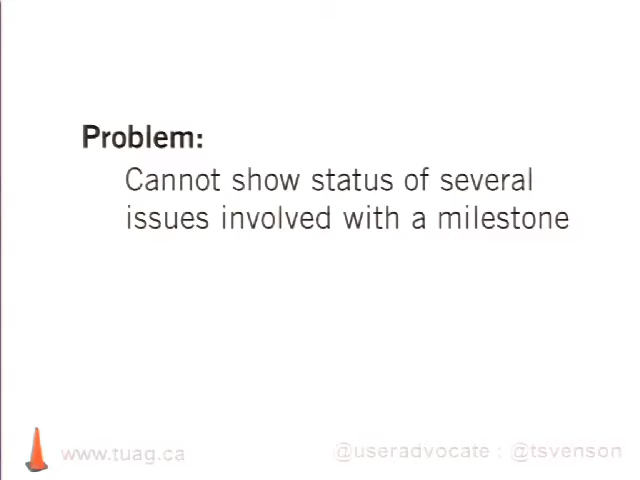 Problem:
Cannot show status of several
issues involved with a milestone
www.tuag.ca
@useradvocate : @tsvenson